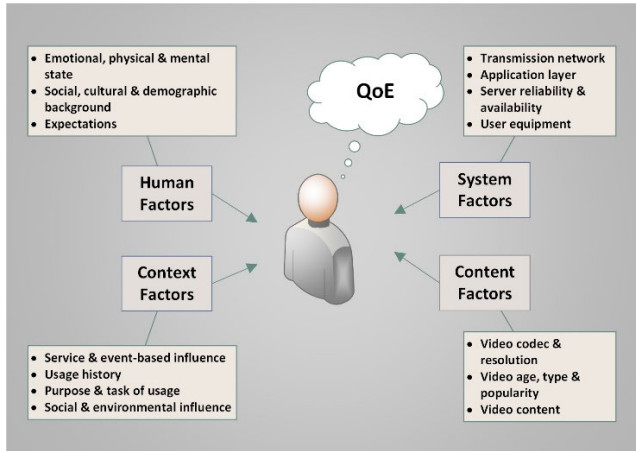 • Emotional, physical & mental
state
• Social, cultural & demographic
background
• Expectations
QoE
• Transmission network
• Application layer
• Server reliability &
availability
• User equipment
Human
Factors
System
Factors
Context
Factors
Content
Factors
• Service & event-based influence
• Usage history
• Purpose & task of usage
• Social & environmental influence
• Video codec &
resolution
• Video age, type &
popularity
• Video content